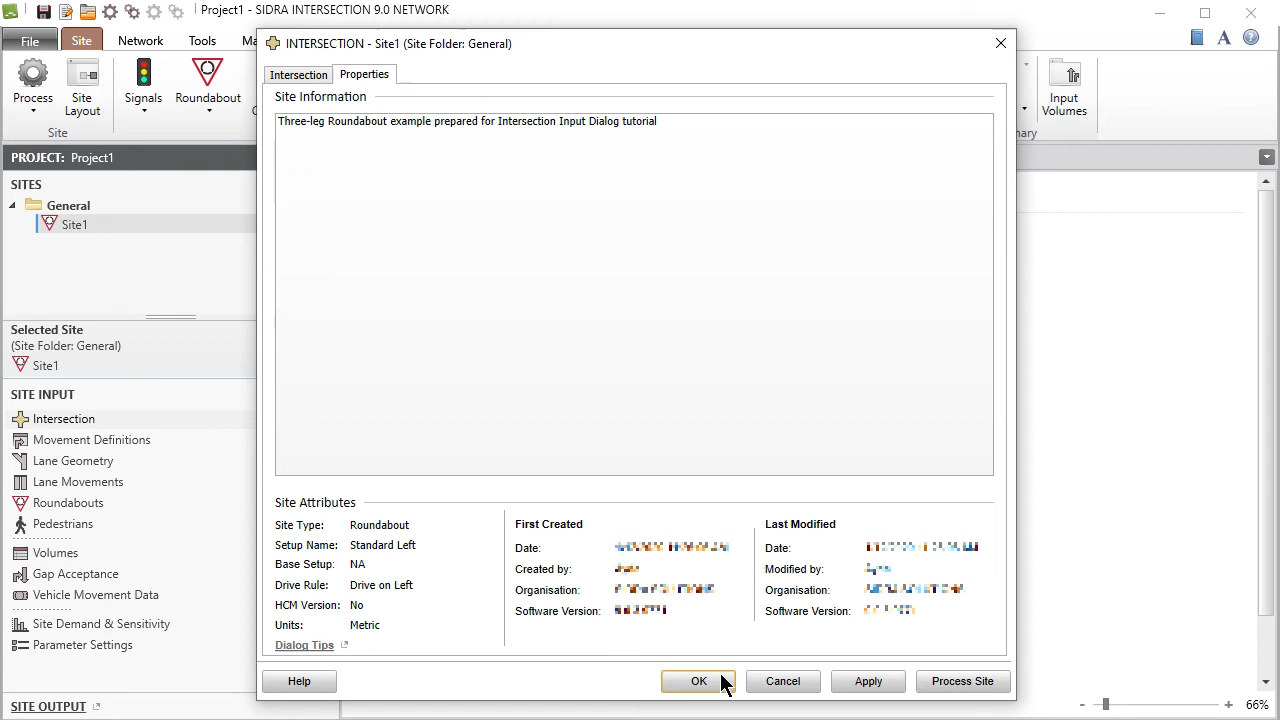 Project1 - SIDRA INTERSECTION 9.0 NETWORK
File
Site
Network
Tools
INTERSECTION - Site1 (Site Folder: General)
Intersection
Properties
Process
Site
Layout
Signals
Roundabout
Input
Volumes
Site
Site Information
Three-leg Roundabout example prepared for Intersection Input Dialog tutorial
PROJECT: Project1
SITES
General
Site1
Selected Site
(Site Folder: General)
Site1
SITE INPUT
Intersection
Movement Definitions
Lane Geometry
Lane Movements
Roundabouts
Pedestrians
Volumes
Gap Acceptance
Vehicle Movement Data
Site Demand & Sensitivity
Parameter Settings
SITE OUTPUT
Site Attributes
Site Type: Roundabout
Setup Name: Standard Left
Base Setup: NA
Drive Rule: Drive on Left
HCM Version: No
Units: Metric
Dialog Tips
First Created
Date:
Created by:
Organisation:
Software Version:
Last Modified
Date:
Modified by:
Organisation:
Software Version:
Help
OK
Cancel
Apply
Process Site
66%